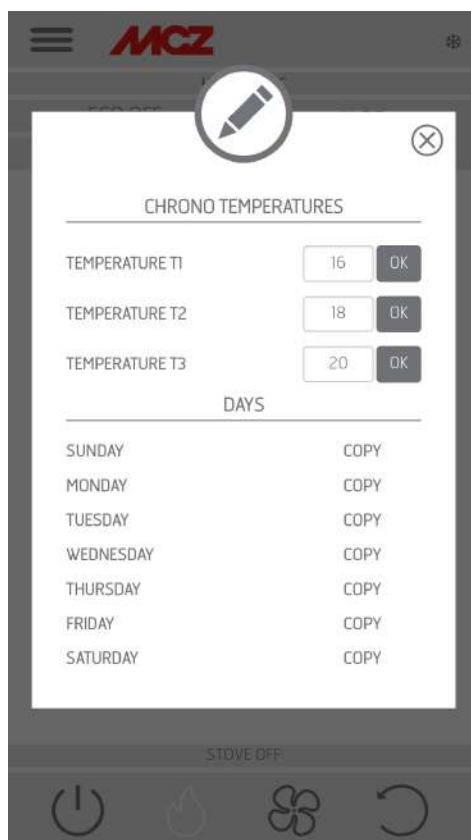 MCZ
CHRONO TEMPERATURES
TEMPERATURE T1 16 OK
TEMPERATURE T2 18 OK
TEMPERATURE T3 20 OK
DAYS
SUNDAY COPY
MONDAY COPY
TUESDAY COPY
WEDNESDAY COPY
THURSDAY COPY
FRIDAY COPY
SATURDAY COPY
STOVE OFF